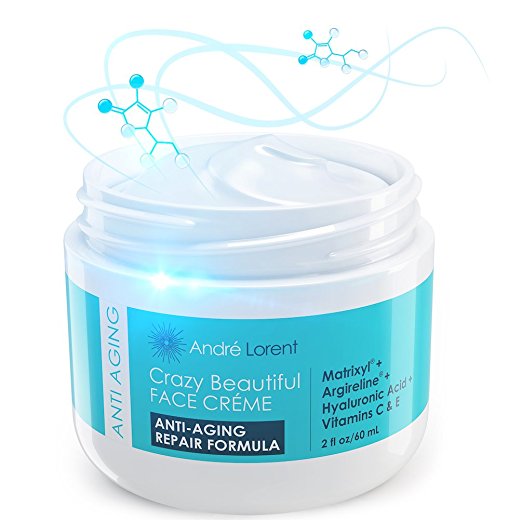 ANTI AGING
André Lorent
Crazy Beautiful
FACE CRÉME
ANTI-AGING
REPAIR FORMULA
Matrixyl®+
Argireline®+
Hyaluronic Acid +
Vitamins C & E
2 fl oz/60 mL